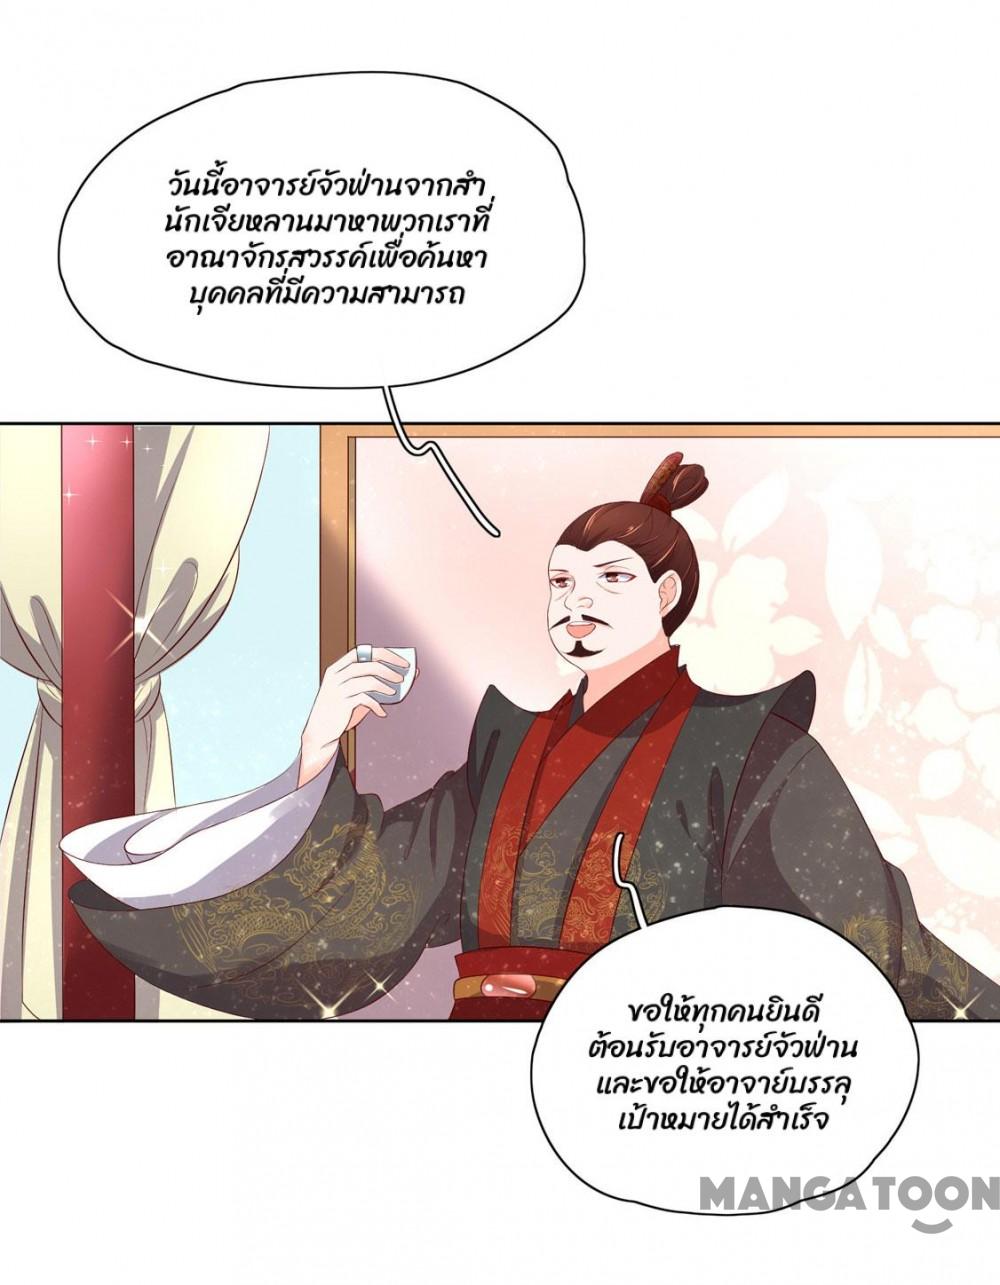 วันนี้อาจารย์จัวฟ่านจากสำ
นักเจียหลานมาหาพวกเราที่
อาณาจักรสวรรค์เพื่อค้นหา
บุคคลที่มีความสามารถ
ขอให้ทุกคนยินดี
ต้อนรับอาจารย์จัวฟ่าน
และขอให้อาจาย์บรรลุ
เป้าหมายได้สำเร็จ
MANGATOON